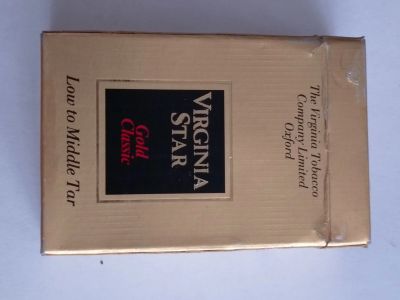 The Virginia Tobacco
Company Limited
Oxford
VIRGINIA
STAR
Gold
Classic
Low to Middle Tar